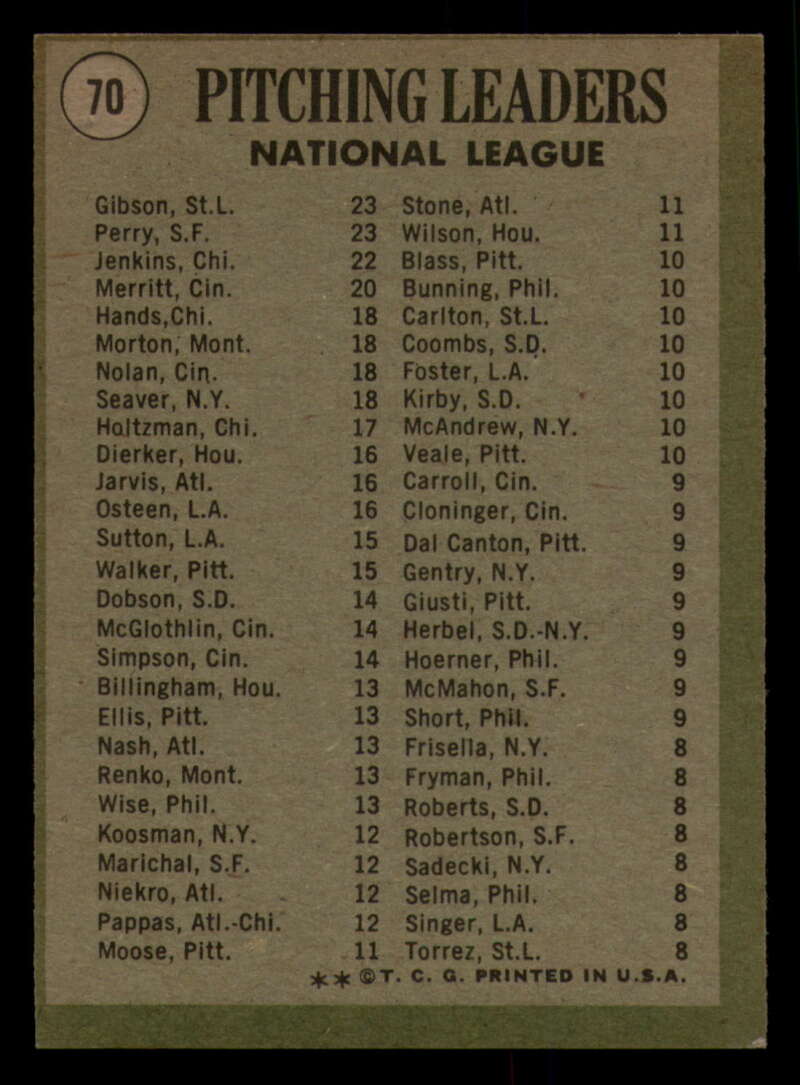 70
PITCHING LEADERS
NATIONAL LEAGUE
Gibson, St.L. 23
Perry, S.F. 23
Jenkins, Chi. 22
Merritt, Cin. 20
Hands,Chi. 18
Morton, Mont. 18
Nolan, Cin. 18
Seaver, N.Y. 18
Holtzman, Chi. 17
Dierker, Hou. 16
Jarvis, Atl. 16
Osteen, L.A. 16
Sutton, L.A. 15
Walker, Pitt. 15
Dobson, S.D. 14
McGlothlin, Cin. 14
Simpson, Cin. 14
Billingham, Hou. 13
Ellis, Pitt. 13
Nash, Atl. 13
Renko, Mont. 13
Wise, Phil. 13
Koosman, N.Y. 12
Marichal, S.F. 12
Niekro, Atl. 12
Pappas, Atl.-Chi. 12
Moose, Pitt. 11
Stone, Atl. 11
Wilson, Hou. 11
Blass, Pitt. 10
Bunning, Phil. 10
Carlton, St.L. 10
Coombs, S.D. 10
Foster, L.A. 10
Kirby, S.D. 10
McAndrew, N.Y. 10
Veale, Pitt. 10
Carroll, Cin. 9
Cloninger, Cin. 9
Dal Canton, Pitt. 9
Gentry, N.Y. 9
Giusti, Pitt. 9
Herbel, S.D.-N.Y. 9
Hoerner, Phil. 9
McMahon, S.F. 9
Short, Phil. 9
Frisella, N.Y. 8
Fryman, Phil. 8
Roberts, S.D. 8
Robertson, S.F. 8
Sadecki, N.Y. 8
Selma, Phil. 8
Singer, L.A. 8
Torrez, St.L. 8
** ©T. C. G. PRINTED IN U.S.A.